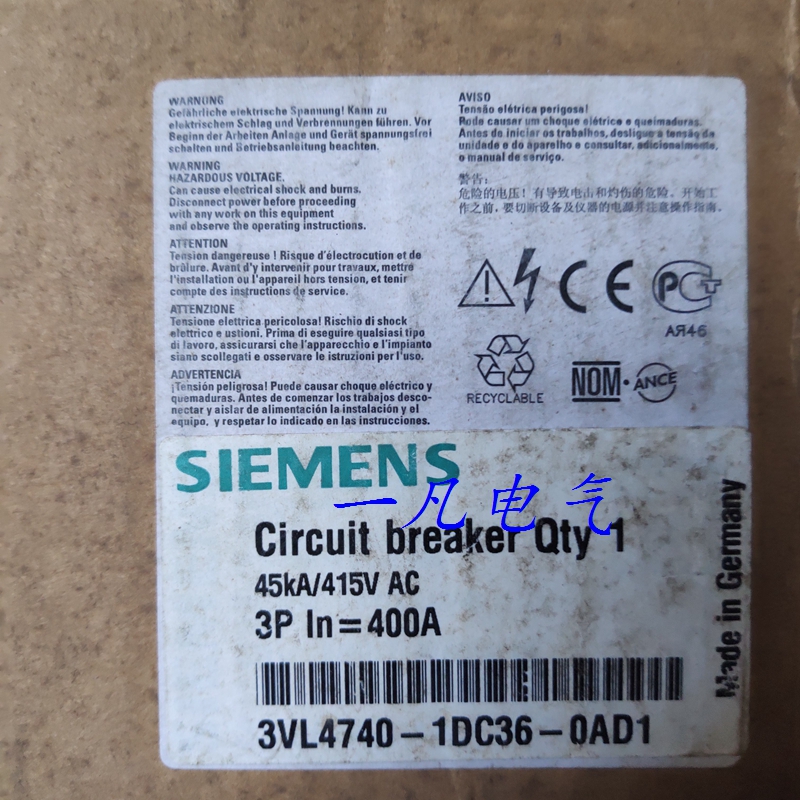 WARNUNG
Gefährliche elektrische Spannung! Kann zu
elektrischem Schlag und Verbrennungen führen. Vor
Beginn der Arbeiten Anlage und Gerät spannungsfrei
schalten und Betriebsanleitung beachten.
WARNING
HAZARDOUS VOLTAGE.
Can cause electrical shock and burns.
Disconnect power before proceeding
with any work on this equipment
and observe the operating instructions.
ATTENTION
Tension dangereuse ! Risque d'électrocution et de
brûlure. Avant d'y intervenir pour travaux, mettre
l'installation ou l'appareil hors tension, et tenir
compte des instructions de service.
ATTENZIONE
Tensione elettrica pericolosa! Rischio di shock
elettrico e ustioni. Prima di eseguire qualsiasi tipo
di lavoro, assicurarsi che l'apparecchio e l'impianto
siano scollegati e osservare le istruzioni per l'uso.
ADVERTENCIA
¡Tensión peligrosa! Puede causar choque eléctrico y
quemaduras. Antes de comenzar los trabajos desco-
nectar y aislar de alimentación la instalación y el
equipo, y respetar lo indicado en las instrucciones.
AVISO
Tensão elétrica perigosa!
Pode causar um choque elétrico e queimaduras.
Antes de iniciar os trabalhos, desligue a tensão da
unidade e do aparelho e consultar, adicionalmente,
o manual de serviço.
警告:
危险的电压! 有导致电击和灼伤的危险。开始工
作之前, 要切断设备及仪器的电源并注意操作指南。
CE
РСТ
АЯ46
RECYCLABLE
NOM · ANCE
SIEMENS
一凡电气
Circuit breaker Qty 1
45kA/415V AC
3P In=400A
3VL4740-1DC36-0AD1
Made in Germany